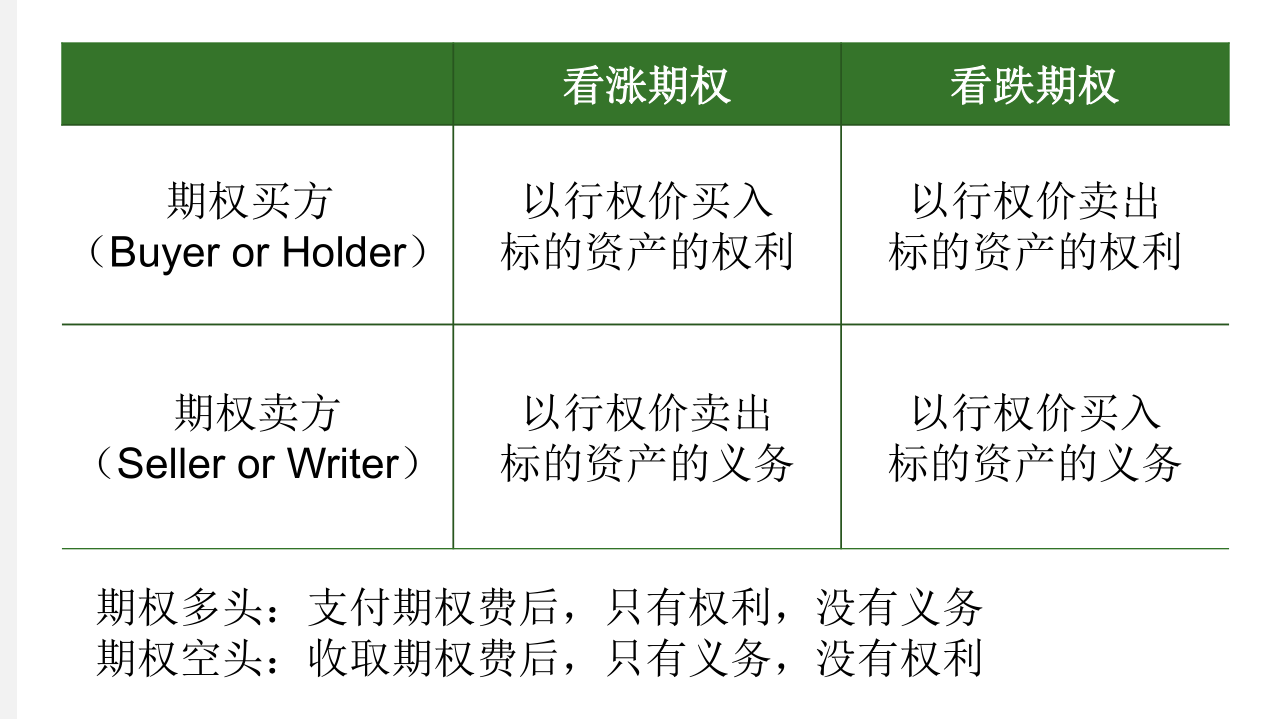 看涨期权 看跌期权
期权买方 以行权价买入 以行权价卖出
（Buyer or Holder） 标的资产的权利 标的资产的权利
期权卖方 以行权价卖出 以行权价买入
（Seller or Writer） 标的资产的义务 标的资产的义务
期权多头：支付期权费后，只有权利，没有义务
期权空头：收取期权费后，只有义务，没有权利